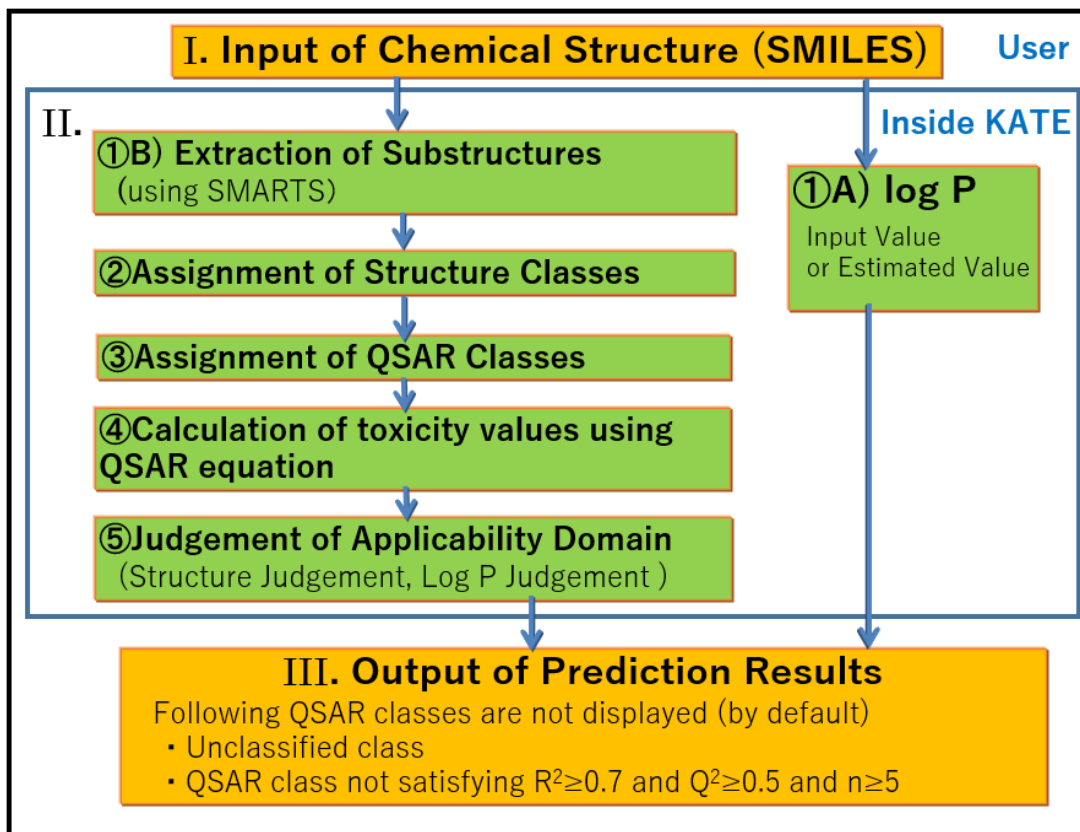 I. Input of Chemical Structure (SMILES)
User
II.
Inside KATE
①B) Extraction of Substructures
(using SMARTS)
①A) log P
Input Value
or Estimated Value
②Assignment of Structure Classes
③Assignment of QSAR Classes
④Calculation of toxicity values using
QSAR equation
⑤Judgement of Applicability Domain
(Structure Judgement, Log P Judgement )
III. Output of Prediction Results
Following QSAR classes are not displayed (by default)
・Unclassified class
・QSAR class not satisfying R²≥0.7 and Q²≥0.5 and n≥5